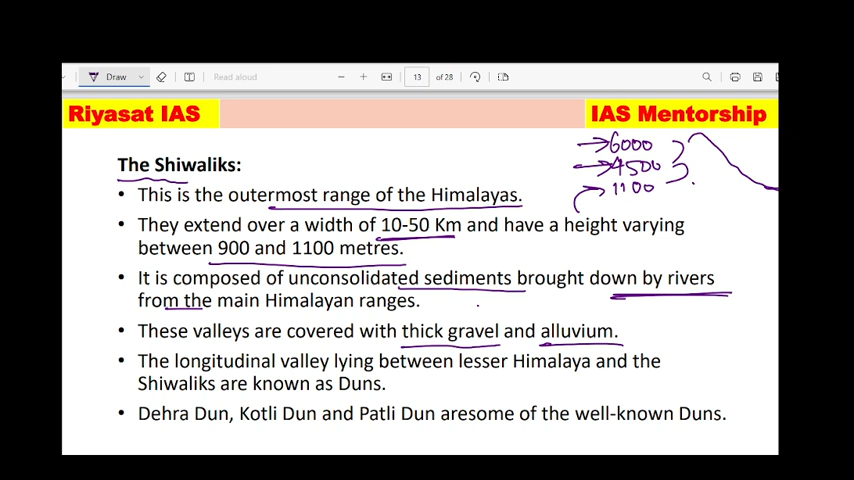 Draw
Read aloud
13 of 28
Riyasat IAS
IAS Mentorship
6000
4500
1100
The Shiwaliks:
• This is the outermost range of the Himalayas.
• They extend over a width of 10-50 Km and have a height varying
between 900 and 1100 metres.
• It is composed of unconsolidated sediments brought down by rivers
from the main Himalayan ranges.
• These valleys are covered with thick gravel and alluvium.
• The longitudinal valley lying between lesser Himalaya and the
Shiwaliks are known as Duns.
• Dehra Dun, Kotli Dun and Patli Dun aresome of the well-known Duns.